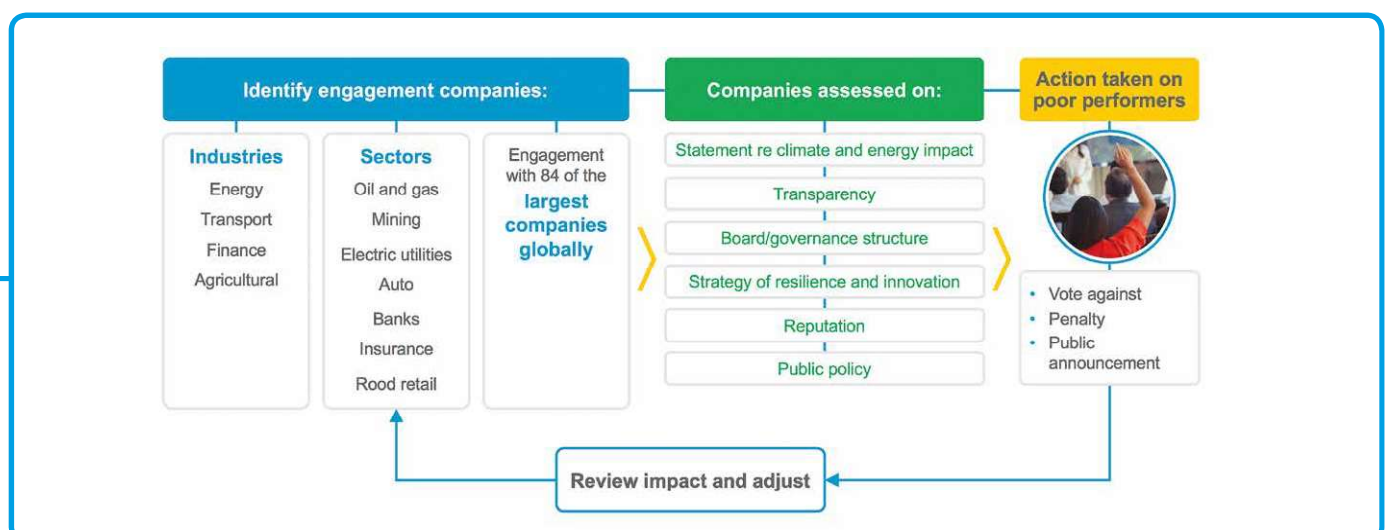 Identify engagement companies:
Industries
Energy
Transport
Finance
Agricultural
Sectors
Oil and gas
Mining
Electric utilities
Auto
Banks
Insurance
Rood retail
Engagement
with 84 of the
largest
companies
globally
Companies assessed on:
Statement re climate and energy impact
Transparency
Board/governance structure
Strategy of resilience and innovation
Reputation
Public policy
Action taken on
poor performers
• Vote against
• Penalty
• Public
announcement
Review impact and adjust